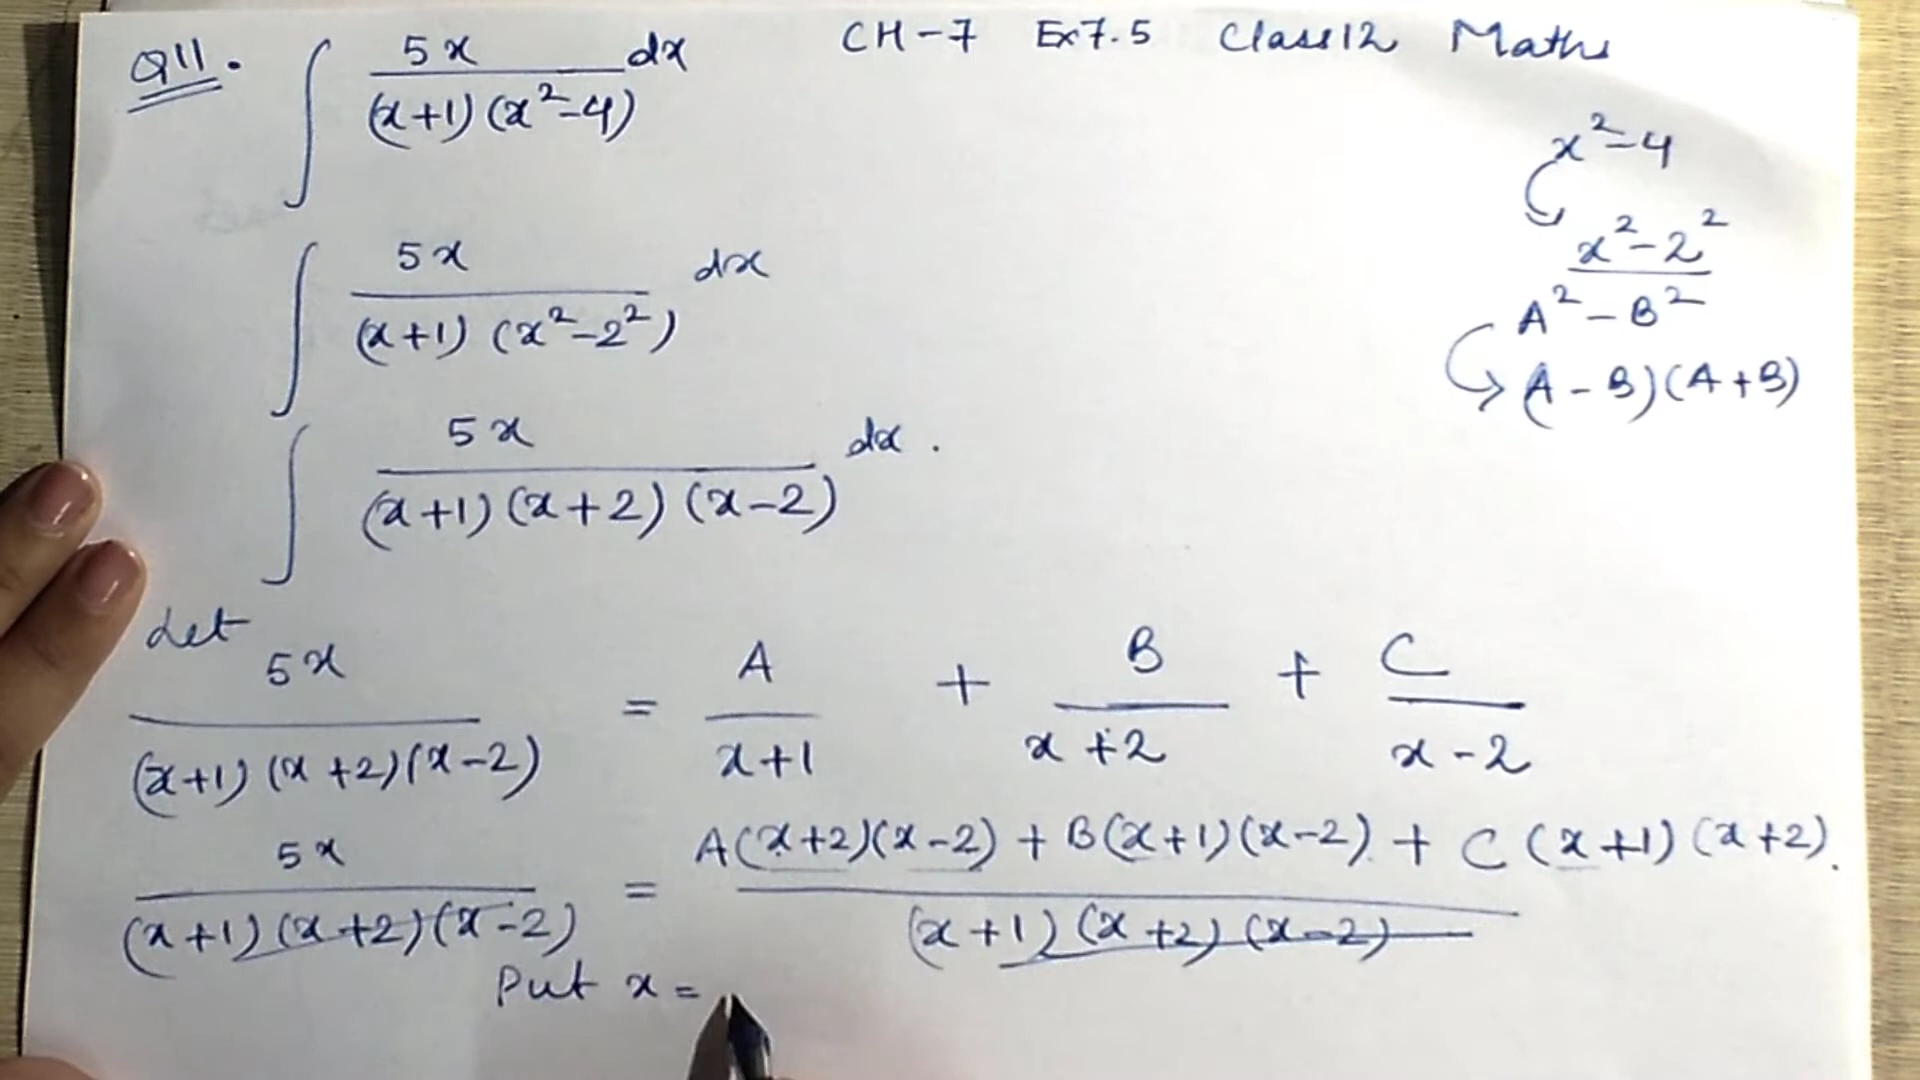 Q11. ∫ 5x / (x+1)(x²-4) dx
CH-7 Ex7.5 Class12 Maths
x²-4
x²-2²
A²-B²
(A-B)(A+B)
∫ 5x / (x+1)(x²-2²) dx
∫ 5x / (x+1)(x+2)(x-2) dx.
Let
5x / (x+1)(x+2)(x-2) = A / x+1 + B / x+2 + C / x-2
5x / (x+1)(x+2)(x-2) = A(x+2)(x-2) + B(x+1)(x-2) + C(x+1)(x+2). / (x+1)(x+2)(x-2)
Put x =